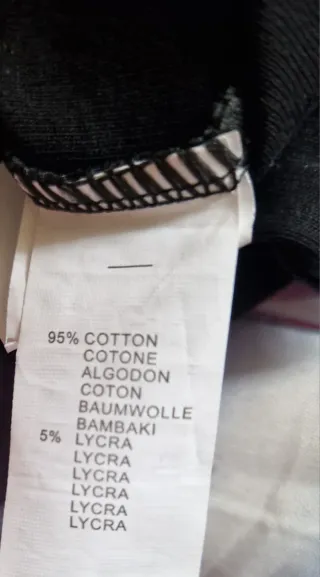 95% COTTON
COTONE
ALGODON
COTON
BAUMWOLLE
BAMBAKI
5% LYCRA
LYCRA
LYCRA
LYCRA
LYCRA
LYCRA